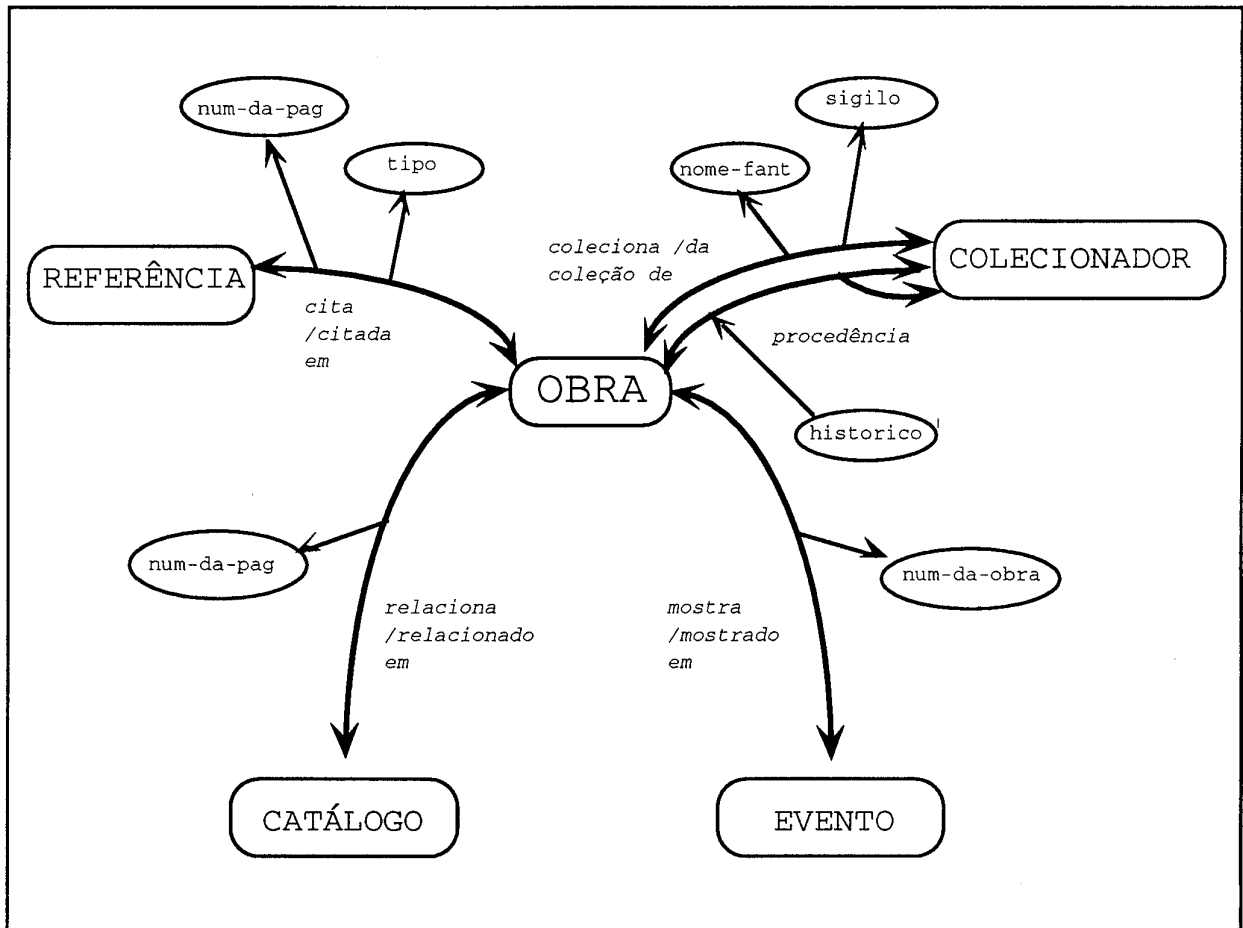 num-da-pag
tipo
sigilo
nome-fant
REFERÊNCIA
cita
/citada
em
coleciona /da
coleção de
COLECIONADOR
procedência
OBRA
historico
num-da-pag
relaciona
/relacionado
em
mostra
/mostrado
em
num-da-obra
CATÁLOGO
EVENTO